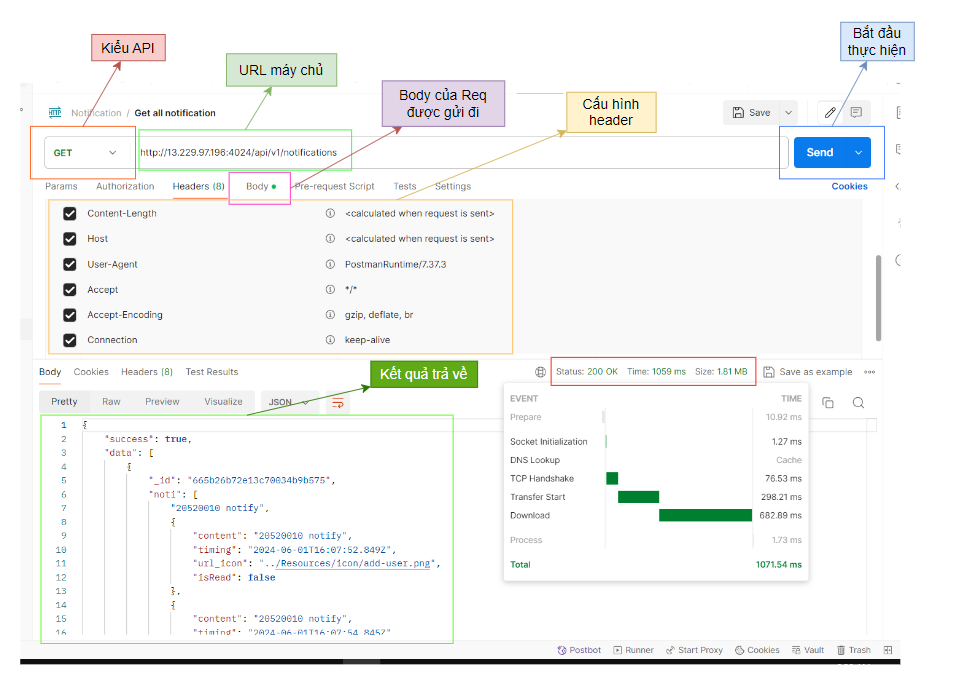 Kiểu API
URL máy chủ
Body của Req
được gửi đi
Cấu hình
header
Bắt đầu
thực hiện
HTTP
Notification / Get all notification
Save
GET
http://13.229.97.196:4024/api/v1/notifications
Send
Params Authorization Headers (8) Body Pre-request Script Tests Settings Cookies
Content-Length <calculated when request is sent>
Host <calculated when request is sent>
User-Agent PostmanRuntime/7.37.3
Accept */*
Accept-Encoding gzip, deflate, br
Connection keep-alive
Kết quả trả về
Body Cookies Headers (8) Test Results
Status: 200 OK Time: 1059 ms Size: 1.81 MB
Save as example
Pretty Raw Preview Visualize JSON
1 {
2 "success": true,
3 "data": [
4 {
5 "_id": "665b26b72e13c70034b9b575",
6 "noti": [
7 "20520010 notify",
8 {
9 "content": "20520010 notify",
10 "timing": "2024-06-01T16:07:52.849Z",
11 "url_icon": "../Resources/icon/add-user.png",
12 "isRead": false
13 },
14 {
15 "content": "20520010 notify",
16 "timing": "2024-06-01T16:07:54.845Z"
EVENT TIME
Prepare 10.92 ms
Socket Initialization 1.27 ms
DNS Lookup Cache
TCP Handshake 76.53 ms
Transfer Start 298.21 ms
Download 682.89 ms
Process 1.73 ms
Total 1071.54 ms
Postbot Runner Start Proxy Cookies Vault Trash